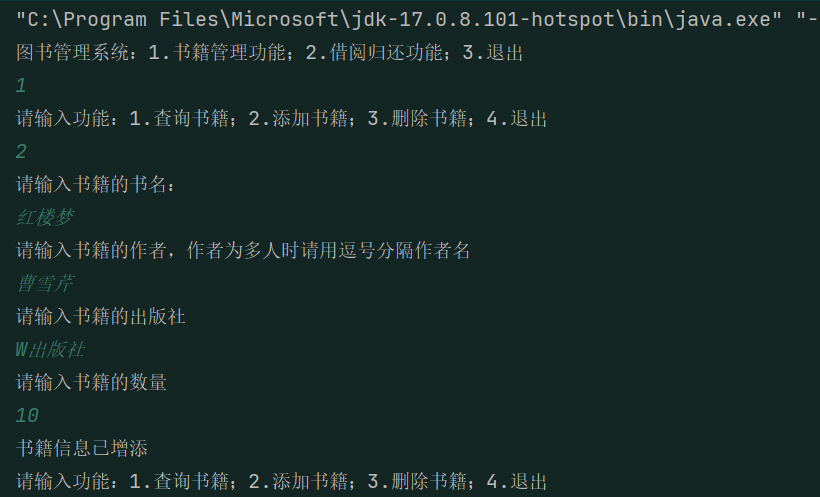 "C:\Program Files\Microsoft\jdk-17.0.8.101-hotspot\bin\java.exe" "-
图书管理系统：1.书籍管理功能；2.借阅归还功能；3.退出
1
请输入功能：1.查询书籍；2.添加书籍；3.删除书籍；4.退出
2
请输入书籍的书名：
红楼梦
请输入书籍的作者，作者为多人时请用逗号分隔作者名
曹雪芹
请输入书籍的出版社
W出版社
请输入书籍的数量
10
书籍信息已增添
请输入功能：1.查询书籍；2.添加书籍；3.删除书籍；4.退出